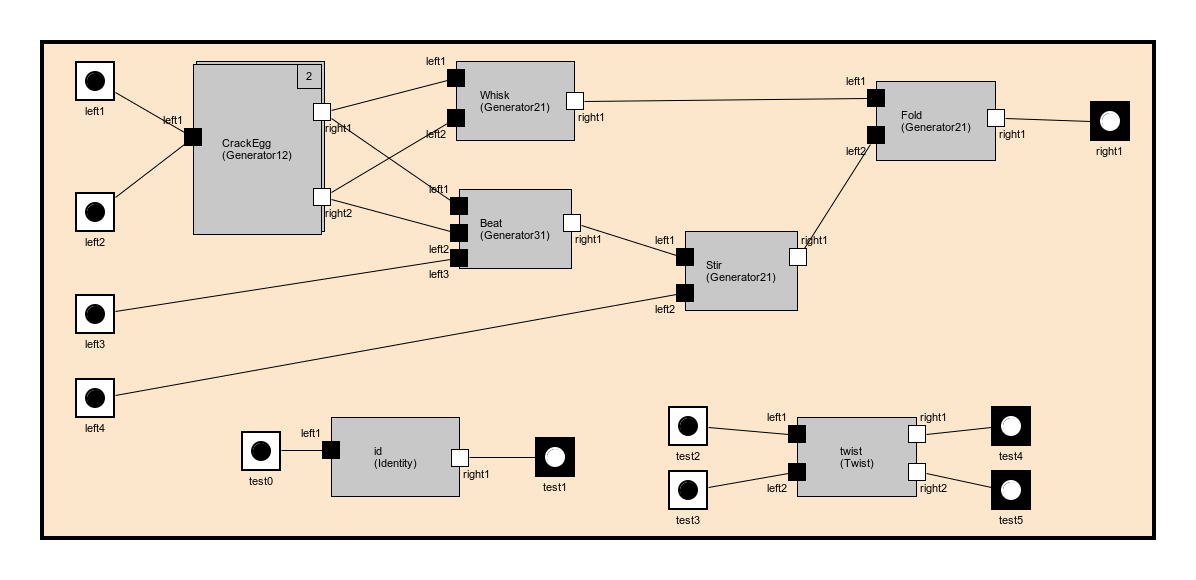 left1
left2
left3
left4
left1
2
CrackEgg
(Generator12)
right1
right2
left1
left2
Whisk
(Generator21)
right1
left1
left2
left3
Beat
(Generator31)
right1
left1
left2
Stir
(Generator21)
right1
left1
left2
Fold
(Generator21)
right1
right1
test0
left1
id
(Identity)
right1
test1
test2
test3
left1
left2
twist
(Twist)
right1
right2
test4
test5